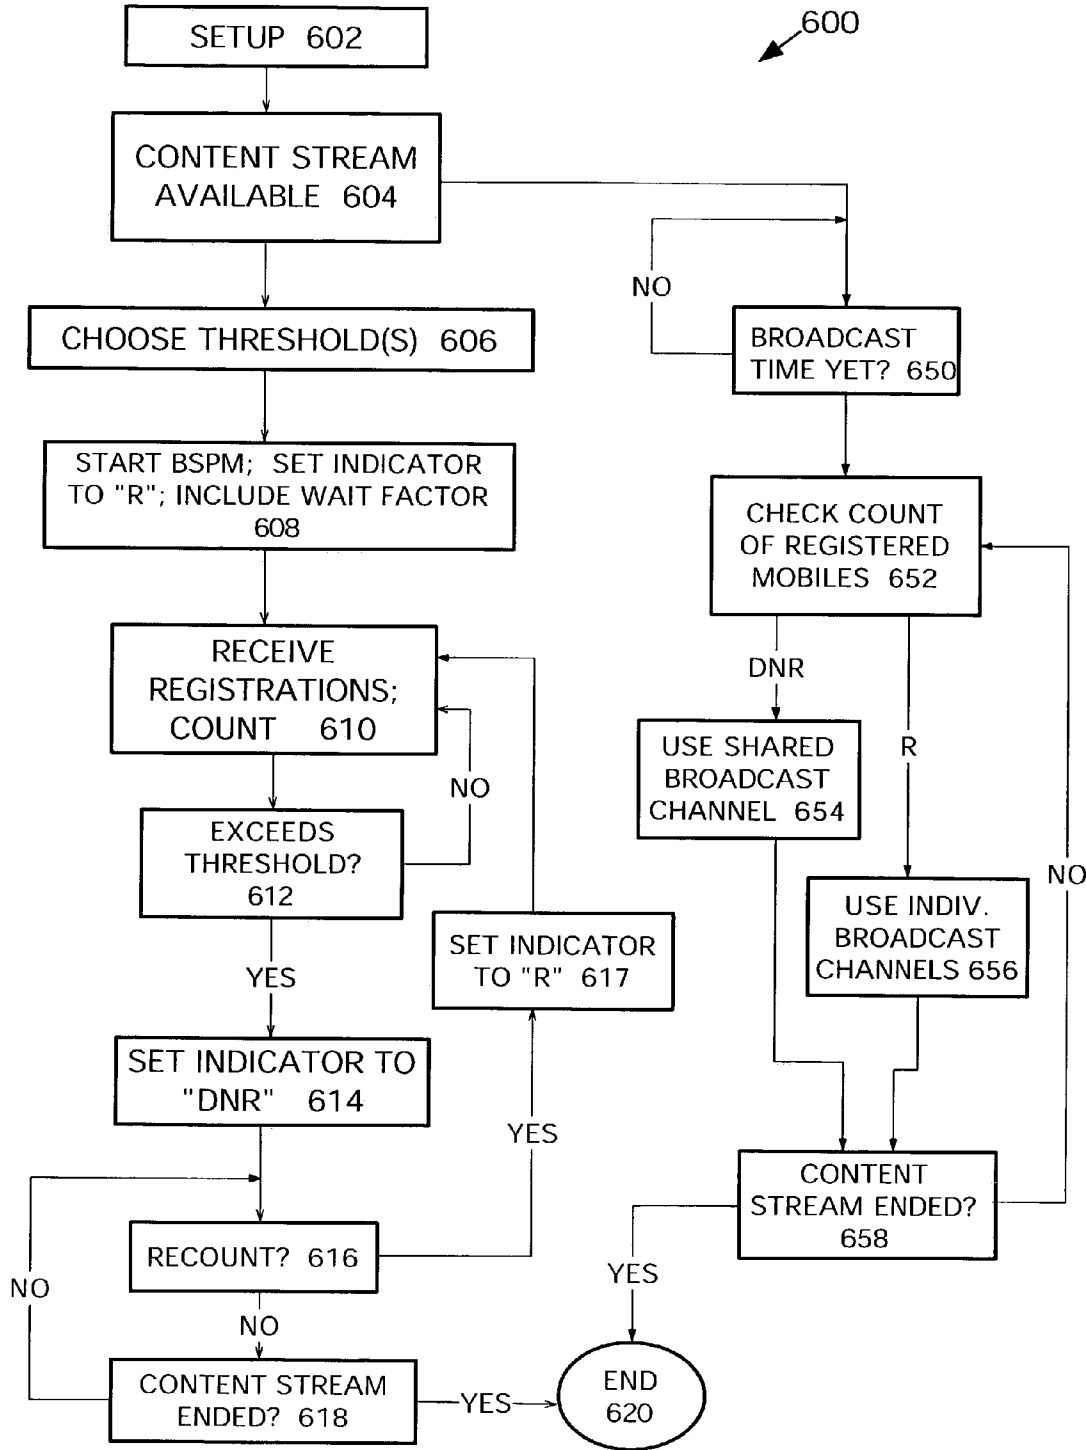 600
SETUP 602
CONTENT STREAM
AVAILABLE 604
CHOOSE THRESHOLD(S) 606
START BSPM; SET INDICATOR
TO "R"; INCLUDE WAIT FACTOR
608
RECEIVE
REGISTRATIONS;
COUNT 610
NO
EXCEEDS
THRESHOLD?
612
YES
SET INDICATOR
TO "R" 617
SET INDICATOR TO
"DNR" 614
YES
RECOUNT? 616
NO
NO
CONTENT STREAM
ENDED? 618
YES
NO
BROADCAST
TIME YET? 650
CHECK COUNT
OF REGISTERED
MOBILES 652
DNR
R
USE SHARED
BROADCAST
CHANNEL 654
NO
USE INDIV.
BROADCAST
CHANNELS 656
CONTENT
STREAM ENDED?
658
YES
END
620